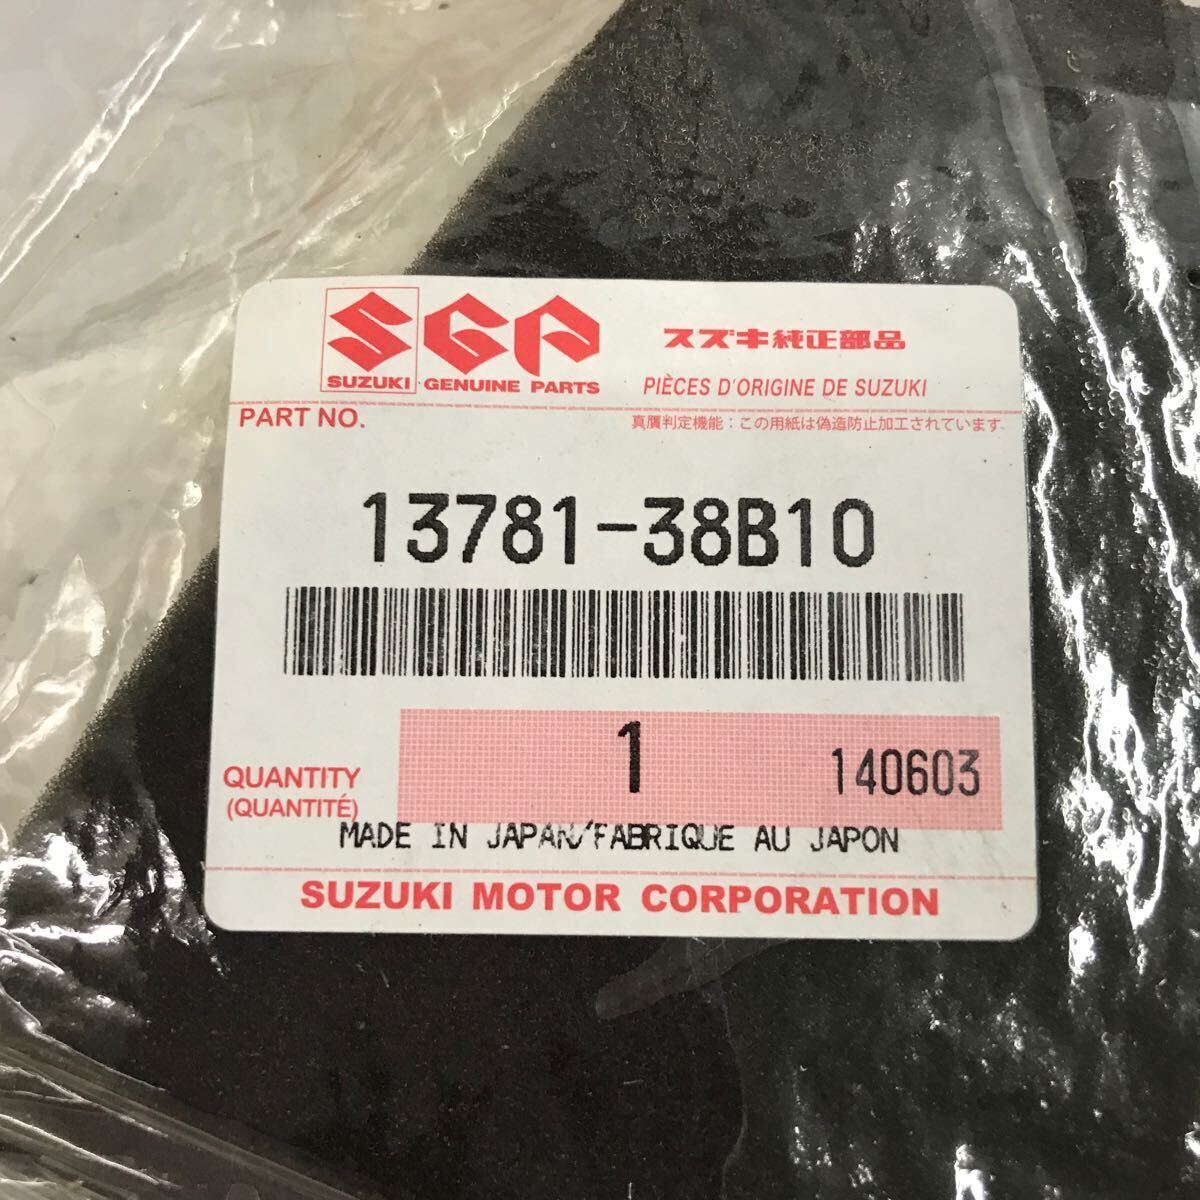 SGP
SUZUKI GENUINE PARTS
スズキ純正部品
PIÈCES D'ORIGINE DE SUZUKI
PART NO.
真贋判定機能：この用紙は偽造防止加工されています.
13781-38B10
1
140603
QUANTITY
(QUANTITÉ)
MADE IN JAPAN/FABRIQUE AU JAPON
SUZUKI MOTOR CORPORATION